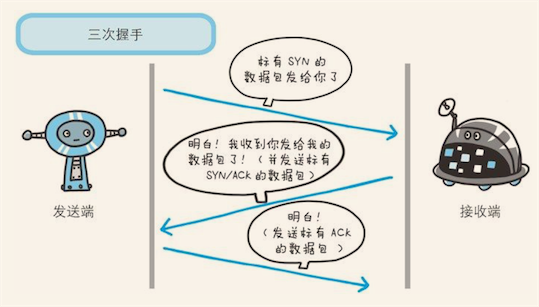 三次握手
标有 SYN 的
数据包发给你了
明白！我收到你发给我的
数据包了！（并发送标有
SYN/ACK 的数据包）
发送端
接收端
明白！
（发送标有 ACK
的数据包）